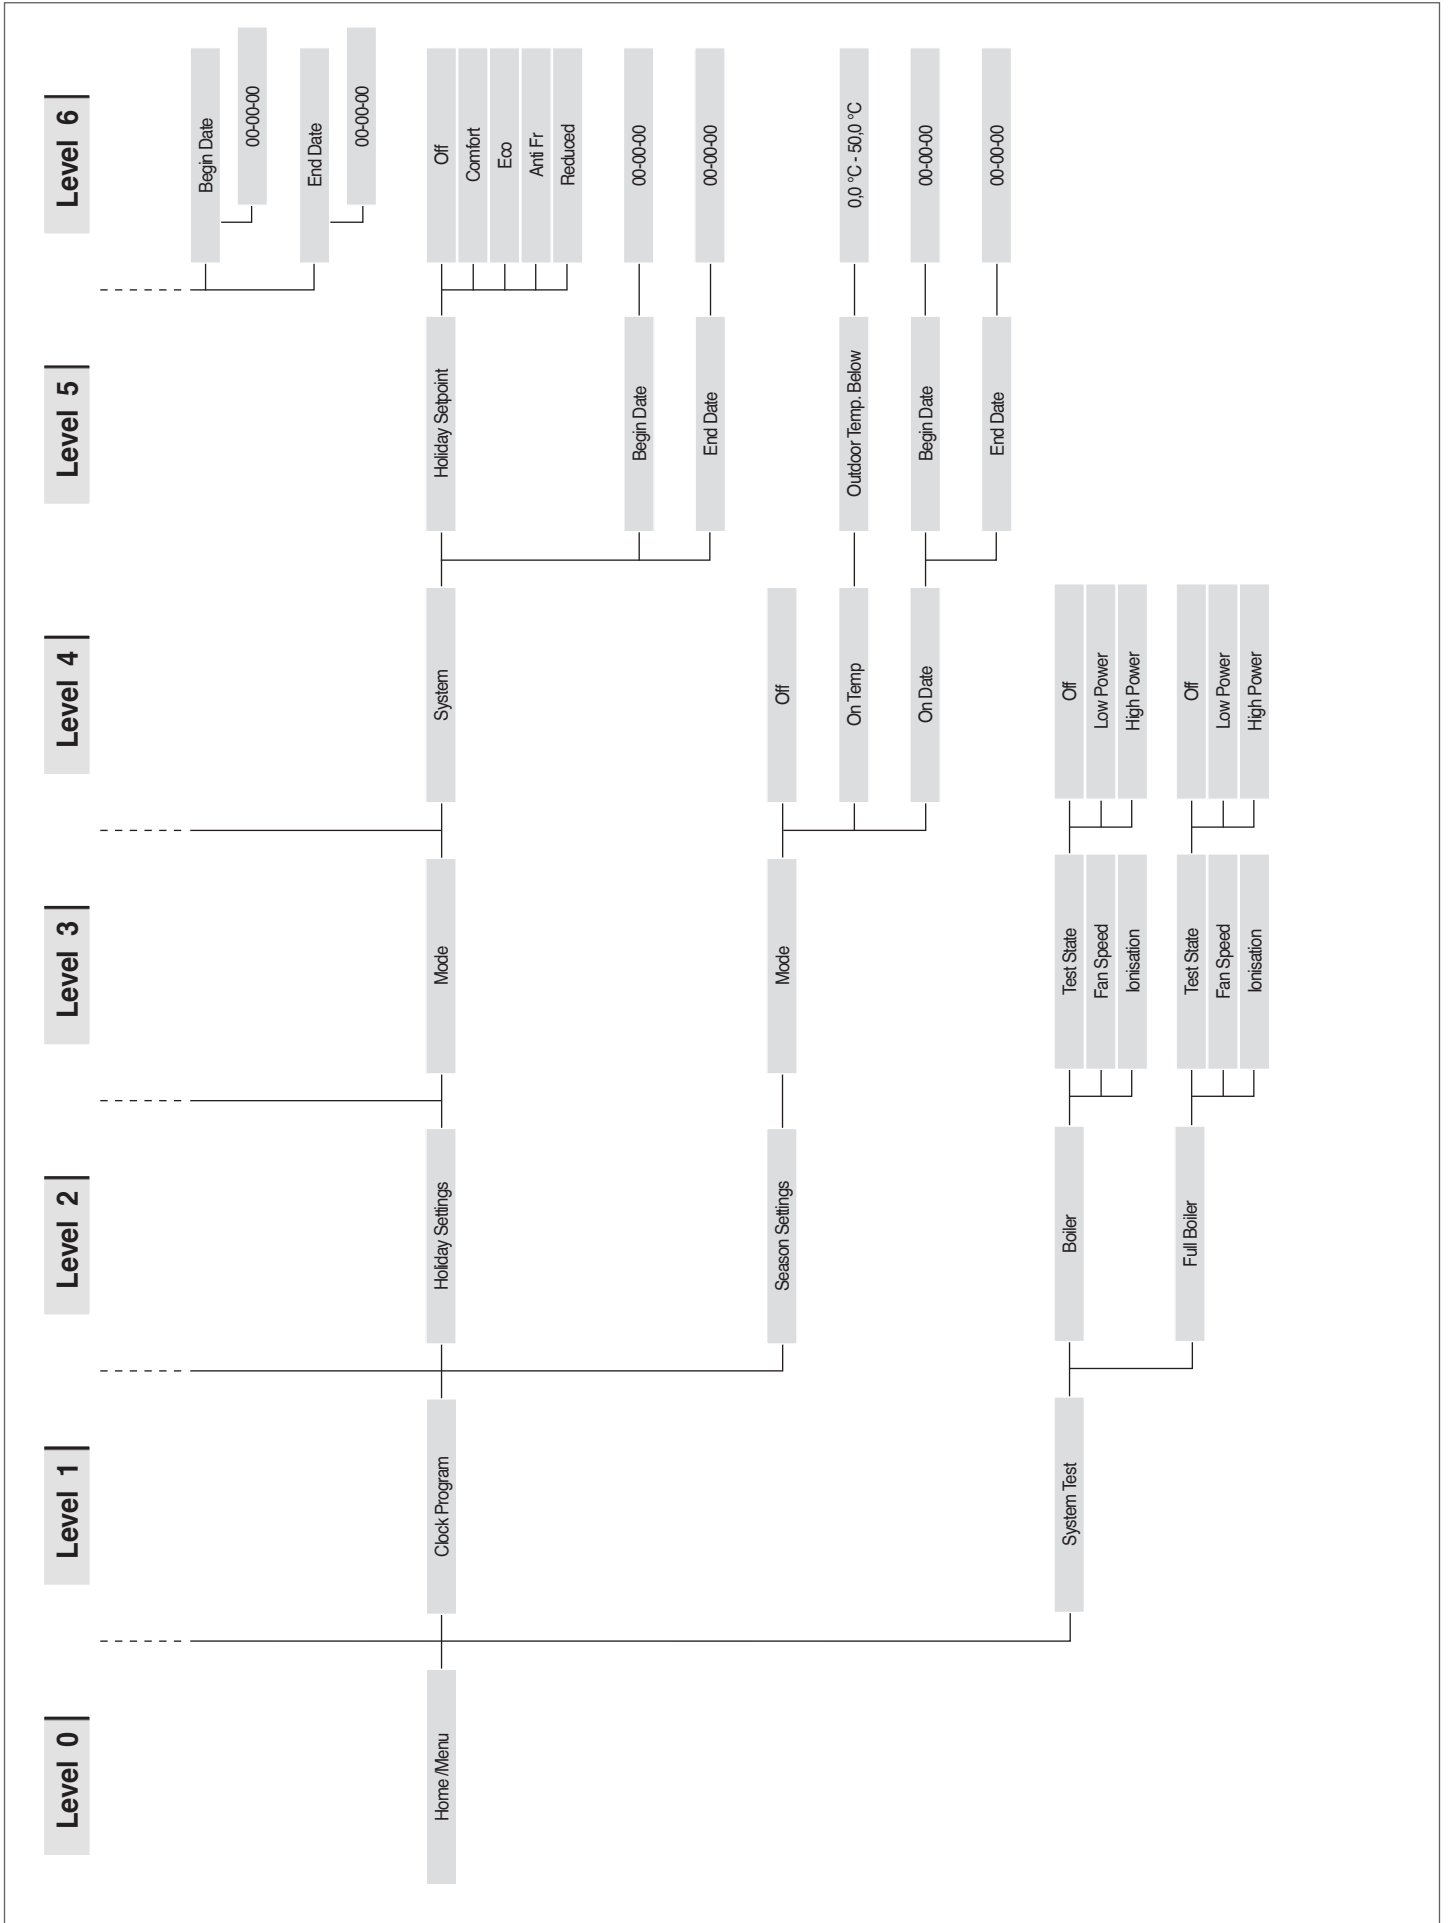 Level 0
Level 1
Level 2
Level 3
Level 4
Level 5
Level 6
Begin Date
00-00-00
End Date
00-00-00
Home /Menu
Clock Program
Holiday Settings
Mode
System
Holiday Setpoint
Off
Comfort
Eco
Anti Fr
Reduced
Begin Date
00-00-00
End Date
00-00-00
Season Settings
Mode
Off
On Temp
Outdoor Temp. Below
0,0 °C - 50,0 °C
On Date
Begin Date
00-00-00
End Date
00-00-00
System Test
Boiler
Test State
Off
Fan Speed
Low Power
Ionisation
High Power
Full Boiler
Test State
Off
Fan Speed
Low Power
Ionisation
High Power